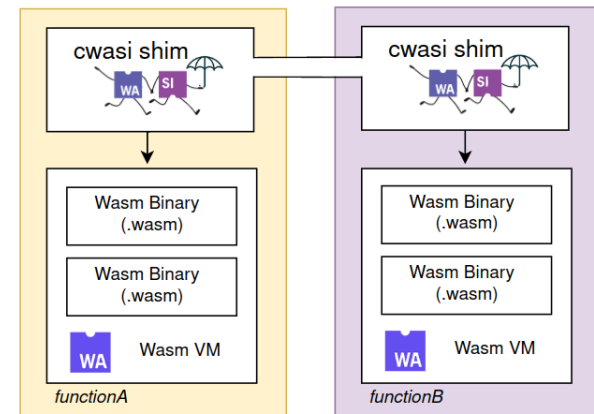 cwasi shim
WA SI
Wasm Binary
(.wasm)
Wasm Binary
(.wasm)
WA Wasm VM
functionA
cwasi shim
WA SI
Wasm Binary
(.wasm)
Wasm Binary
(.wasm)
WA Wasm VM
functionB